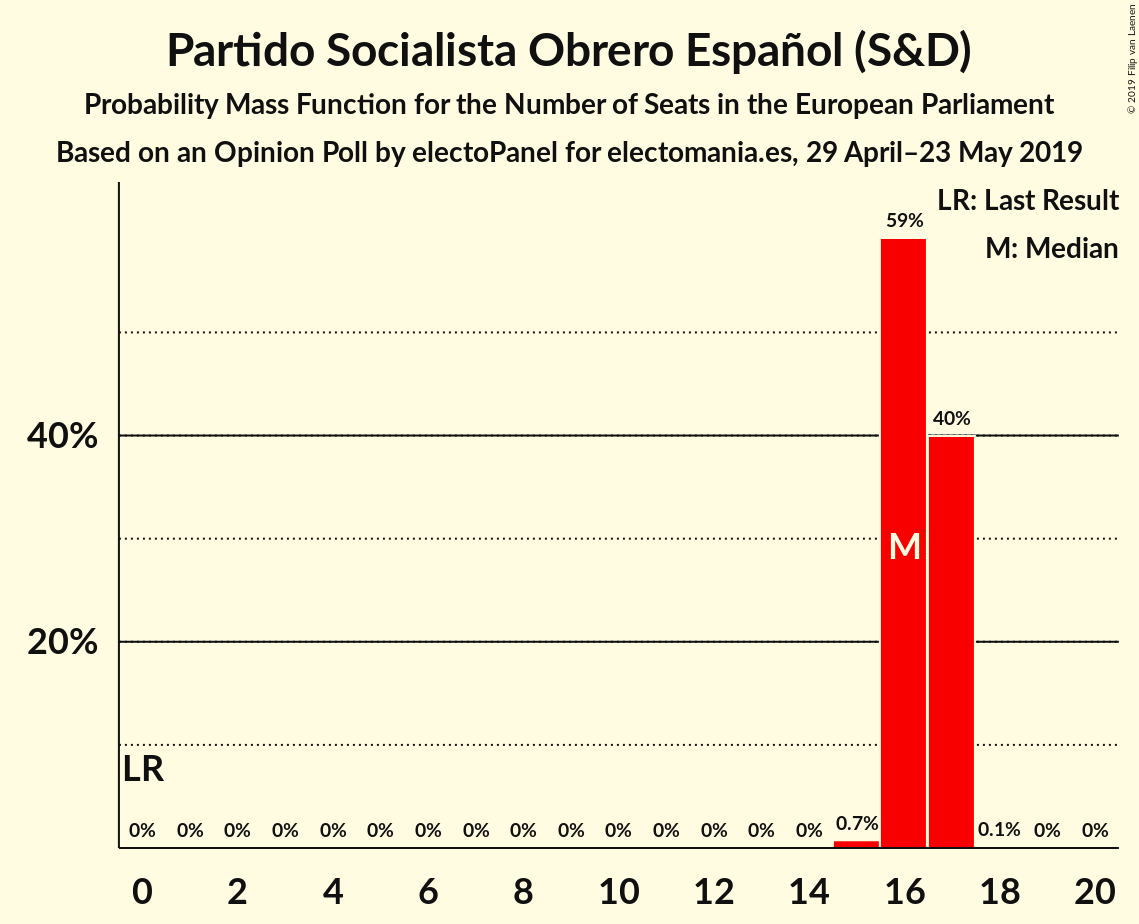 Partido Socialista Obrero Español (S&D)
Probability Mass Function for the Number of Seats in the European Parliament
Based on an Opinion Poll by electoPanel for electomania.es, 29 April–23 May 2019
© 2019 Filip van Laenen
LR: Last Result
M: Median
59%
40%
40%
M
20%
LR
0% 0% 0% 0% 0% 0% 0% 0% 0% 0% 0% 0% 0% 0% 0% 0.7% 0.1% 0% 0%
0 2 4 6 8 10 12 14 16 18 20